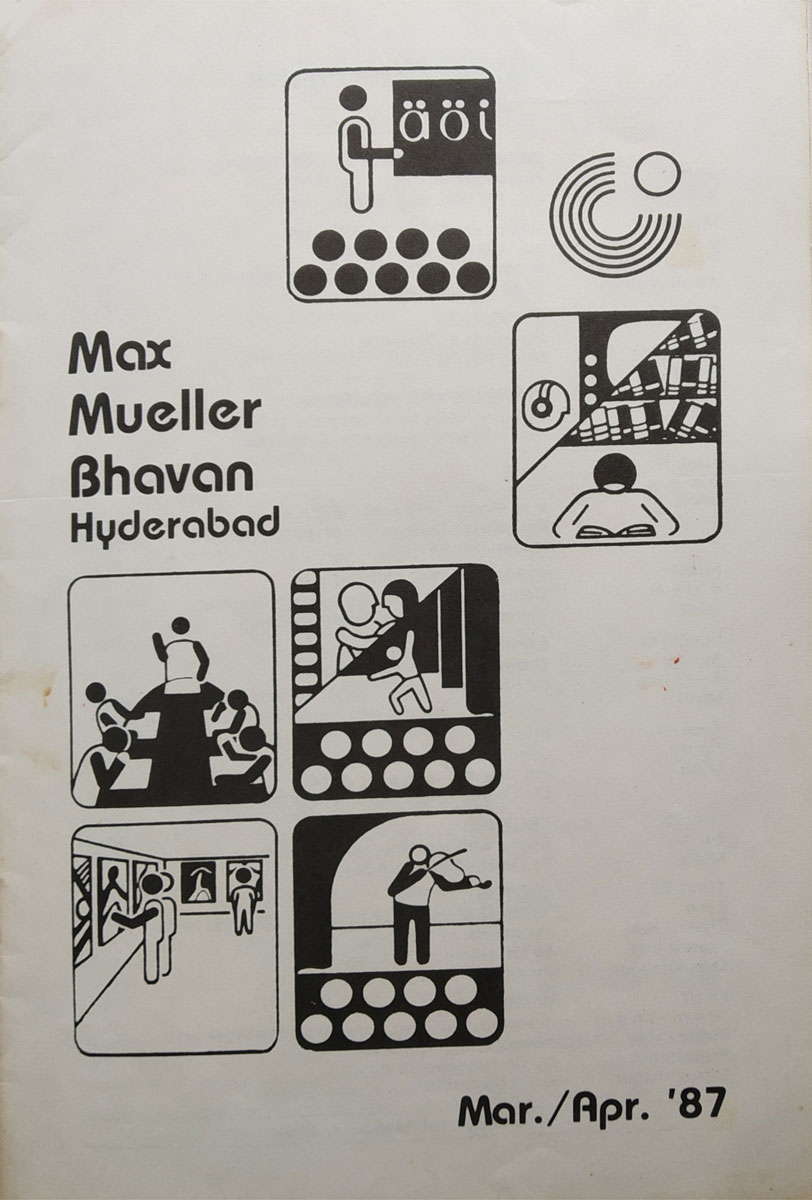 äöi
Max
Mueller
Bhavan
Hyderabad
Mar./Apr. '87